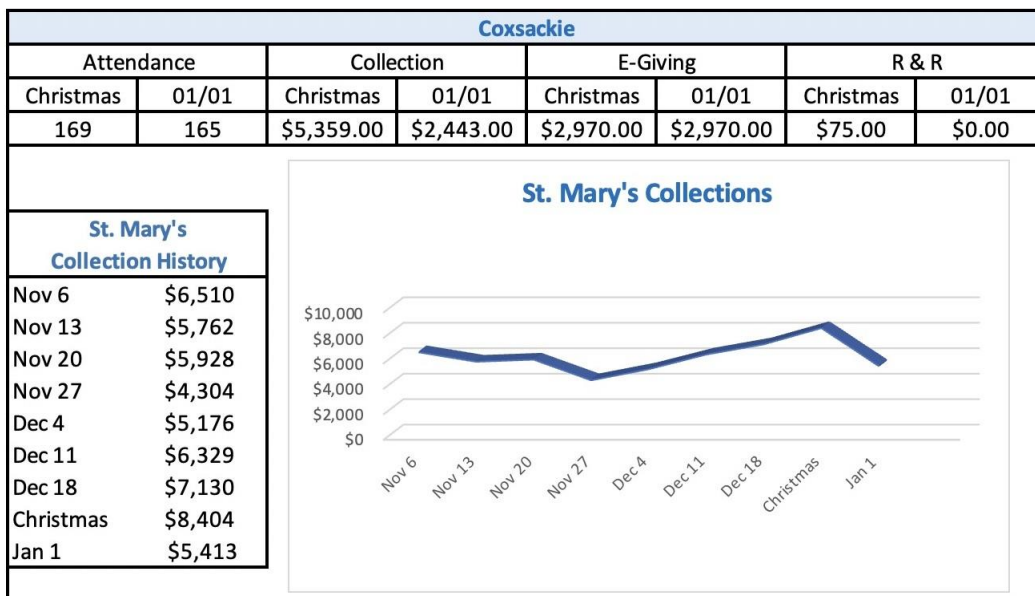 Coxsackie
Attendance Collection E-Giving R & R
Christmas 01/01 Christmas 01/01 Christmas 01/01 Christmas 01/01
169 165 $5,359.00 $2,443.00 $2,970.00 $2,970.00 $75.00 $0.00
St. Mary's
Collection History
Nov 6 $6,510
Nov 13 $5,762
Nov 20 $5,928
Nov 27 $4,304
Dec 4 $5,176
Dec 11 $6,329
Dec 18 $7,130
Christmas $8,404
Jan 1 $5,413
St. Mary's Collections
$10,000
$8,000
$6,000
$4,000
$2,000
$0
Nov 6
Nov 13
Nov 20
Nov 27
Dec 4
Dec 11
Dec 18
Christmas
Jan 1